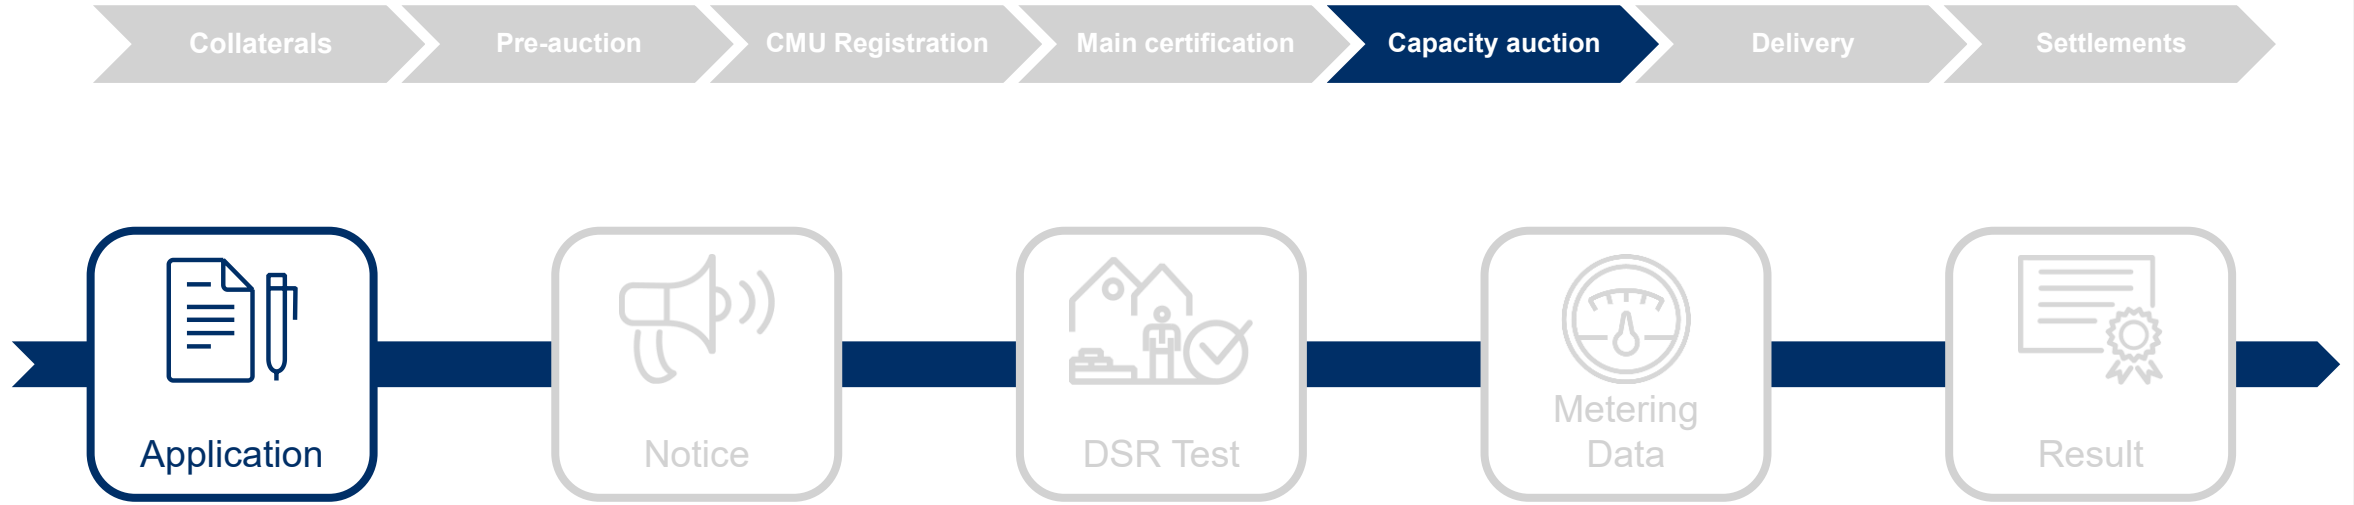 Collaterals
Pre-auction
CMU Registration
Main certification
Capacity auction
Delivery
Settlements
Application
Notice
DSR Test
Metering
Data
Result